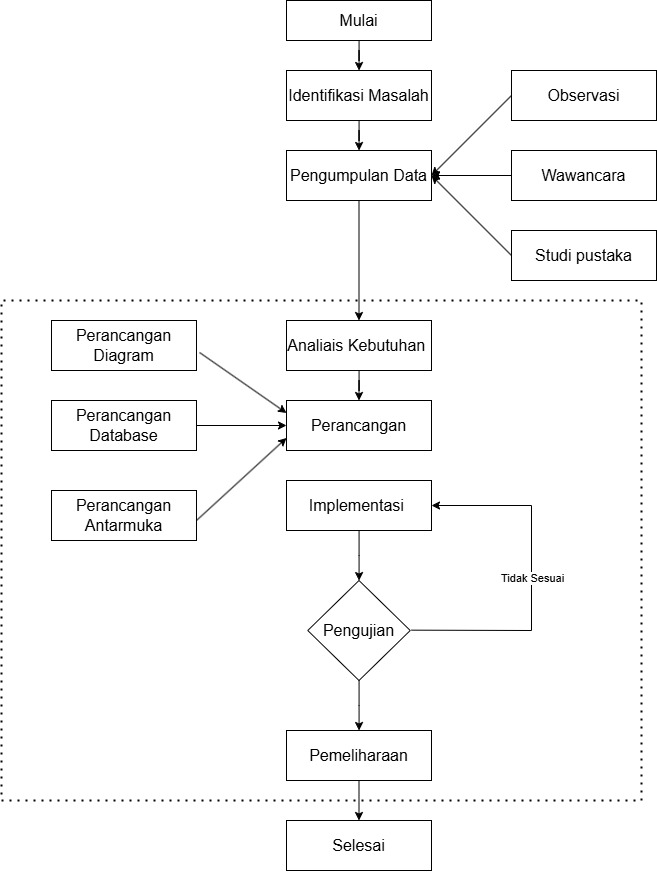 Mulai
Identifikasi Masalah
Observasi
Pengumpulan Data
Wawancara
Studi pustaka
Perancangan
Diagram
Analiais Kebutuhan
Perancangan
Database
Perancangan
Perancangan
Antarmuka
Implementasi
Tidak Sesuai
Pengujian
Pemeliharaan
Selesai